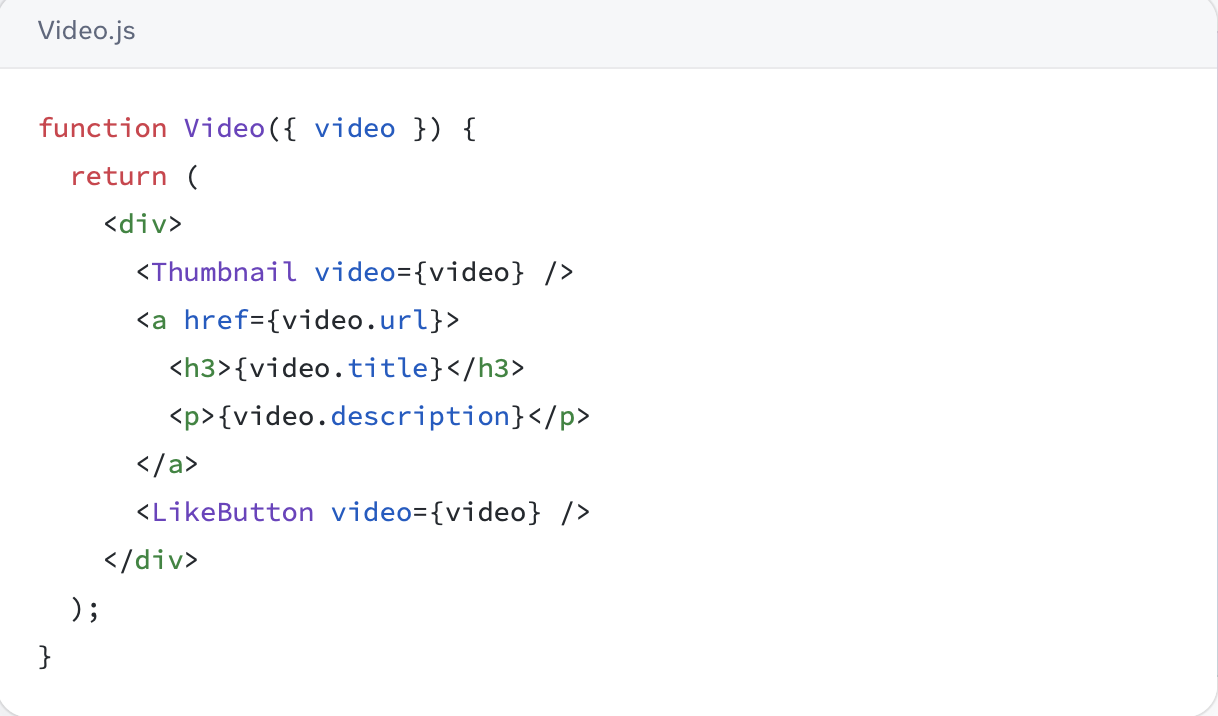 Video.js
function Video({ video }) {
  return (
    <div>
      <Thumbnail video={video} />
      <a href={video.url}>
        <h3>{video.title}</h3>
        <p>{video.description}</p>
      </a>
      <LikeButton video={video} />
    </div>
  );
}